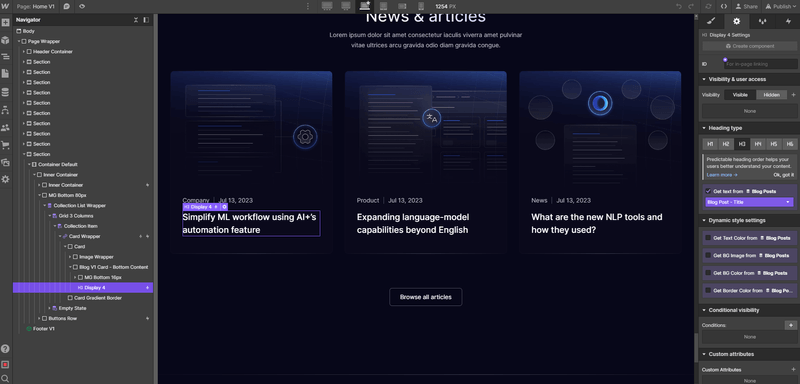 Page: Home V1
1254 PX
Share
Publish
Navigator
Body
Page Wrapper
Header Container
Section
Section
Section
Section
Section
Section
Section
Section
Section
Section
Container Default
Inner Container
Inner Container
MG Bottom 80px
Collection List Wrapper
Grid 3 Columns
Collection Item
Card Wrapper
Card
Image Wrapper
Blog V1 Card - Bottom Content
MG Bottom 16px
H3 Display 4
Card Gradient Border
Empty State
Buttons Row
Footer V1
News & articles
Lorem ipsum dolor sit amet consectetur iaculis viverra amet pulvinar
vitae ultrices arcu gravida odio diam gravida congue.
Company Jul 13, 2023
H3 Display 4
Simplify ML workflow using AI+'s
automation feature
Product Jul 13, 2023
Expanding language-model
capabilities beyond English
News Jul 13, 2023
What are the new NLP tools and
how they used?
Browse all articles
H3 Display 4 Settings
Create component
ID
For in-page linking
Visibility & user access
Visibility Visible Hidden
None
Heading type
H1 H2 H3 H4 H5 H6
Predictable heading order helps your
users better understand your content.
Learn more Ok, got it
Get text from Blog Posts
Blog Post - Title
Dynamic style settings
Get Text Color from Blog Posts
Get BG Image from Blog Posts
Get BG Color from Blog Posts
Get Border Color from Blog Po...
Conditional visibility
Conditions:
None
Custom attributes
Custom Attributes
None